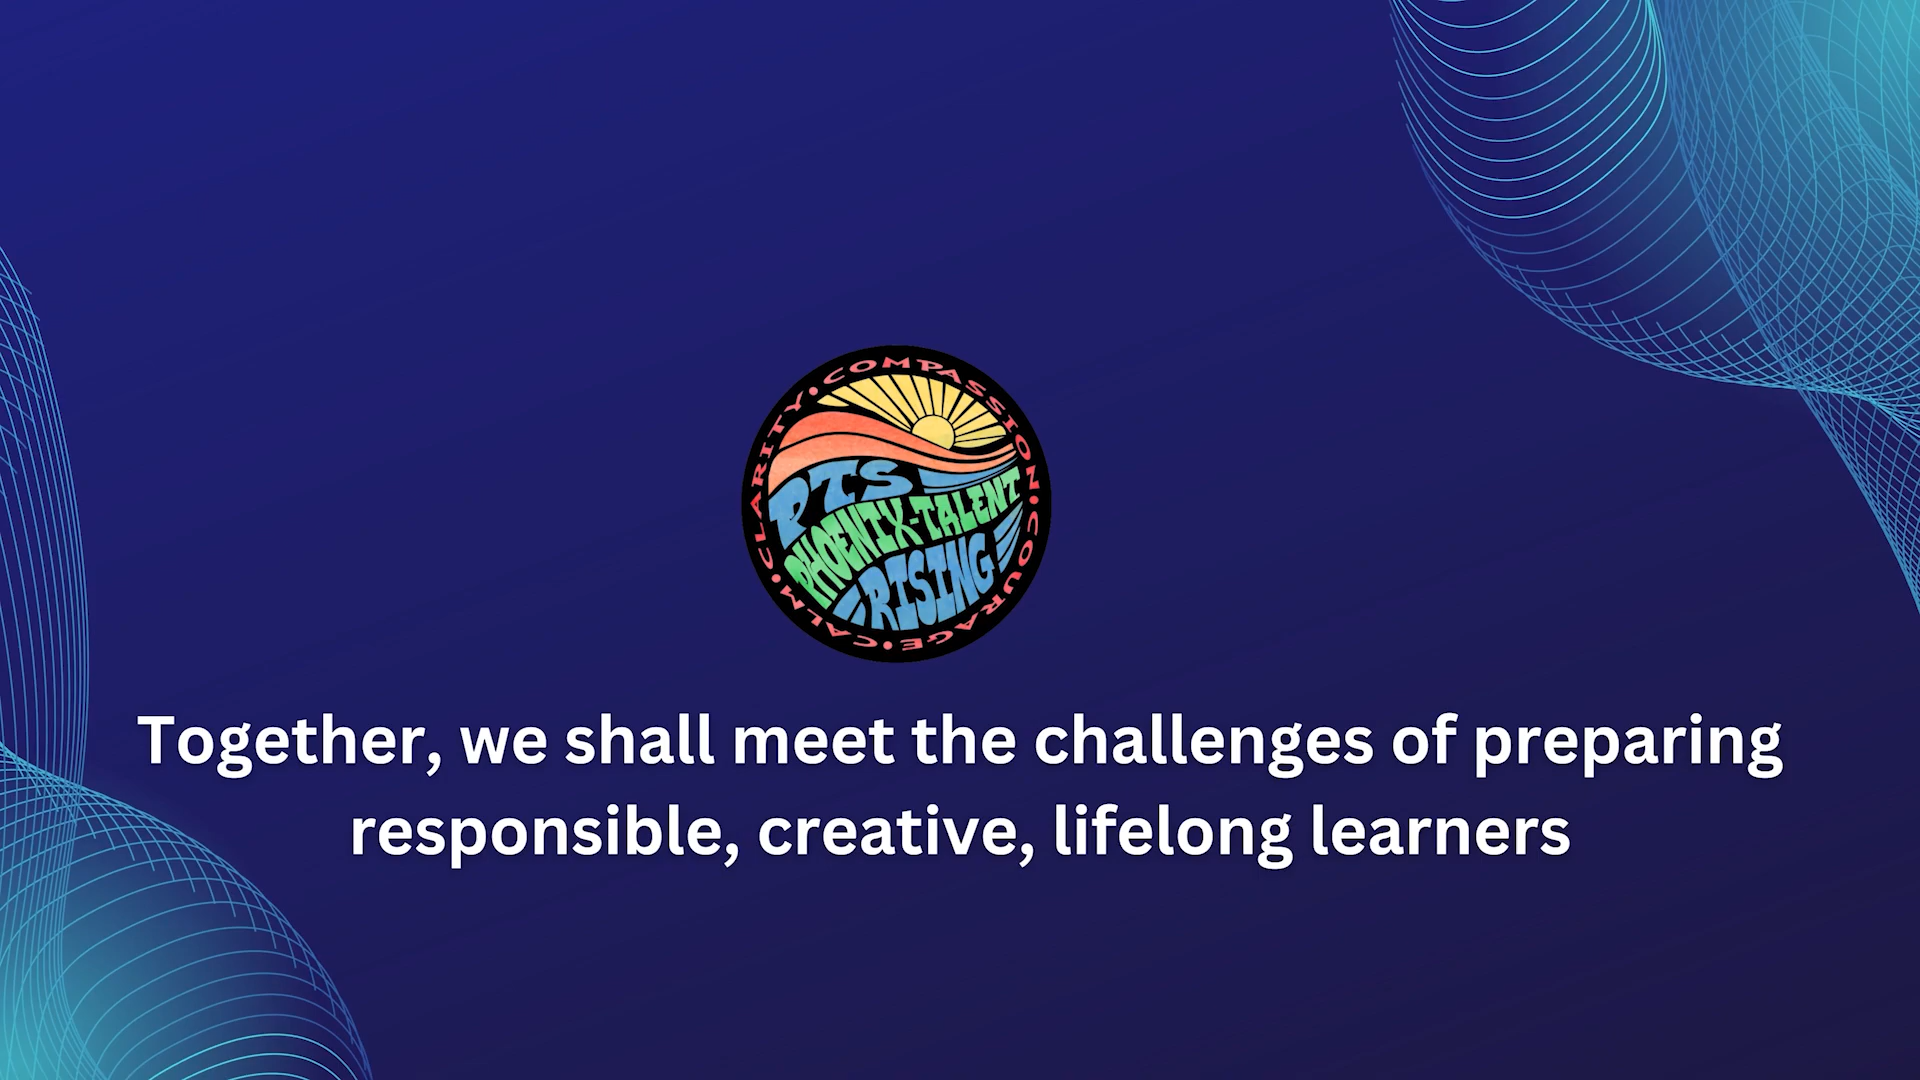 CLARITY•COMPASSION•COURAGE•CALM•
PTS
PHOENIX-TALENT
RISING
Together, we shall meet the challenges of preparing
responsible, creative, lifelong learners